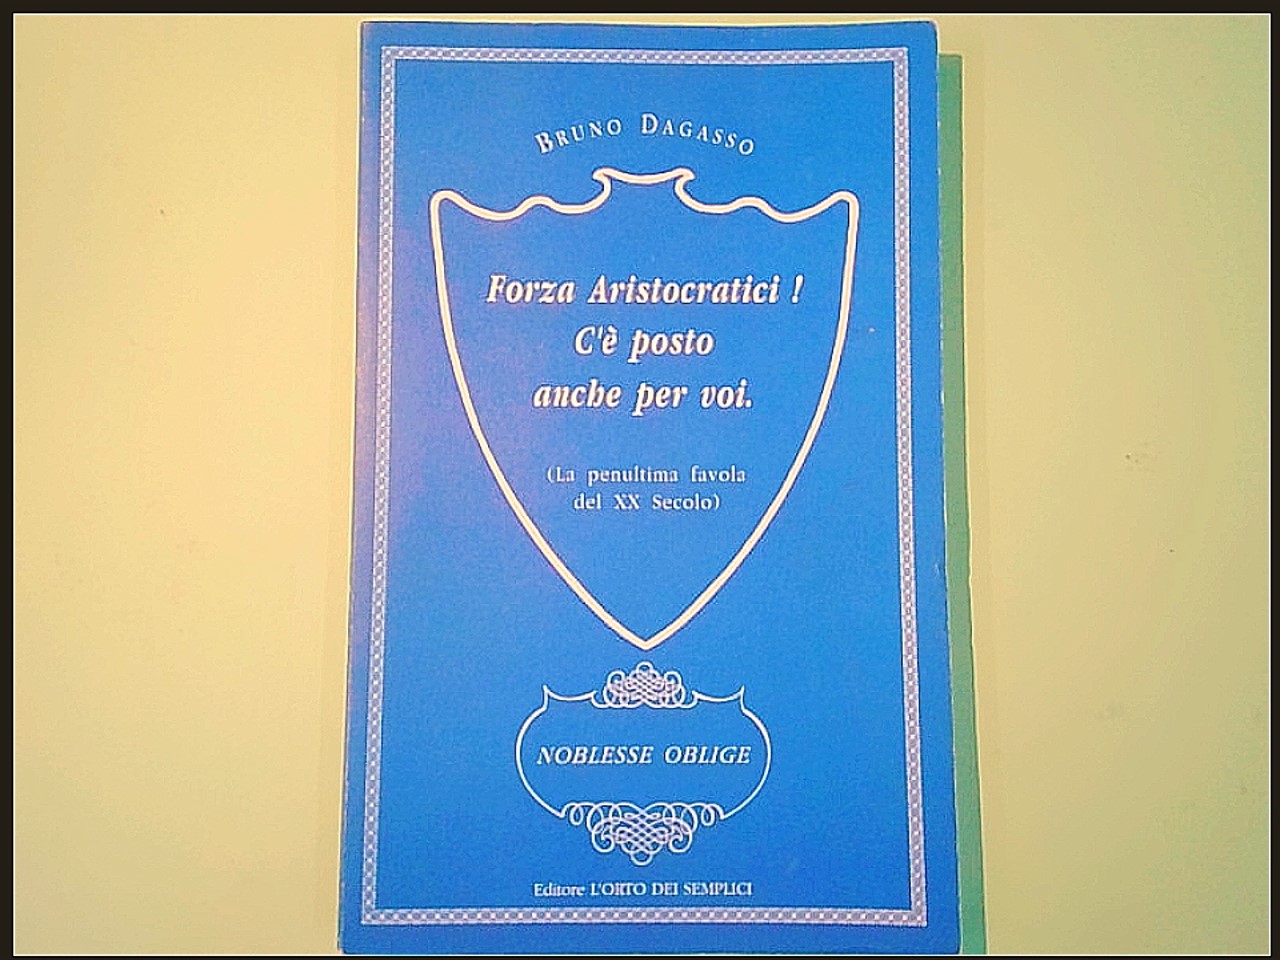 BRUNO DAGASSO
Forza Aristocratici !
C'è posto
anche per voi.
(La penultima favola
del XX Secolo)
NOBLESSE OBLIGE
Editore L'ORTO DEI SEMPLICI